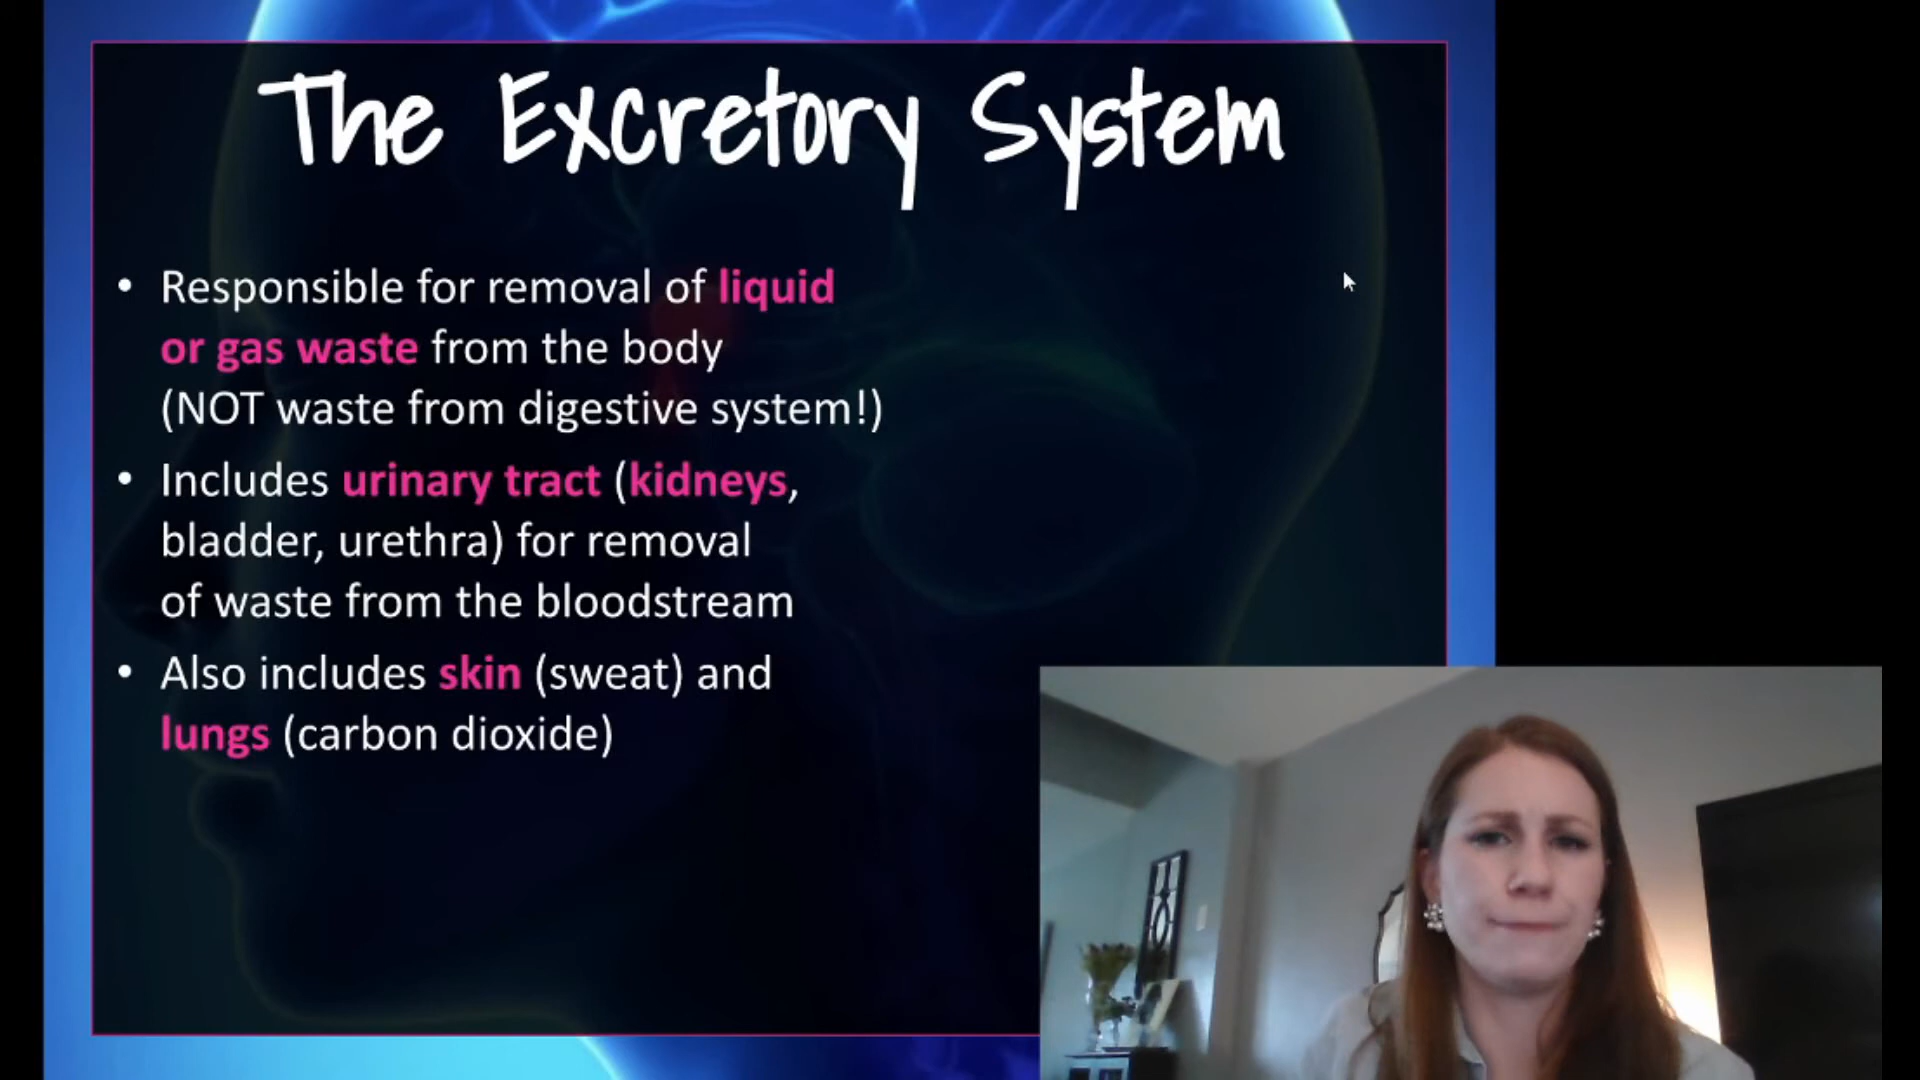 The Excretory System
• Responsible for removal of liquid
or gas waste from the body
(NOT waste from digestive system!)
• Includes urinary tract (kidneys,
bladder, urethra) for removal
of waste from the bloodstream
• Also includes skin (sweat) and
lungs (carbon dioxide)